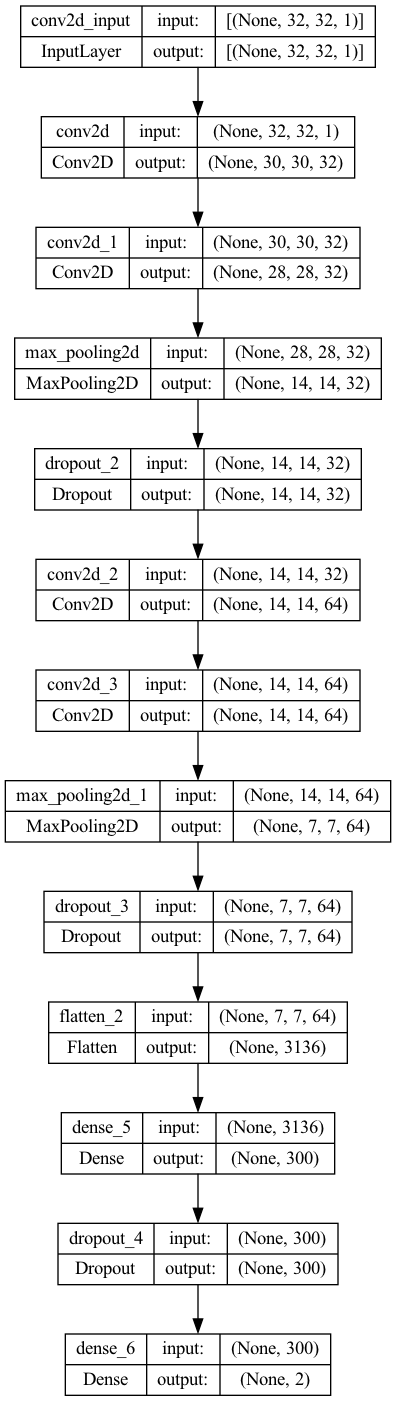 conv2d_input input: [(None, 32, 32, 1)]
InputLayer output: [(None, 32, 32, 1)]
conv2d input: (None, 32, 32, 1)
Conv2D output: (None, 30, 30, 32)
conv2d_1 input: (None, 30, 30, 32)
Conv2D output: (None, 28, 28, 32)
max_pooling2d input: (None, 28, 28, 32)
MaxPooling2D output: (None, 14, 14, 32)
dropout_2 input: (None, 14, 14, 32)
Dropout output: (None, 14, 14, 32)
conv2d_2 input: (None, 14, 14, 32)
Conv2D output: (None, 14, 14, 64)
conv2d_3 input: (None, 14, 14, 64)
Conv2D output: (None, 14, 14, 64)
max_pooling2d_1 input: (None, 14, 14, 64)
MaxPooling2D output: (None, 7, 7, 64)
dropout_3 input: (None, 7, 7, 64)
Dropout output: (None, 7, 7, 64)
flatten_2 input: (None, 7, 7, 64)
Flatten output: (None, 3136)
dense_5 input: (None, 3136)
Dense output: (None, 300)
dropout_4 input: (None, 300)
Dropout output: (None, 300)
dense_6 input: (None, 300)
Dense output: (None, 2)